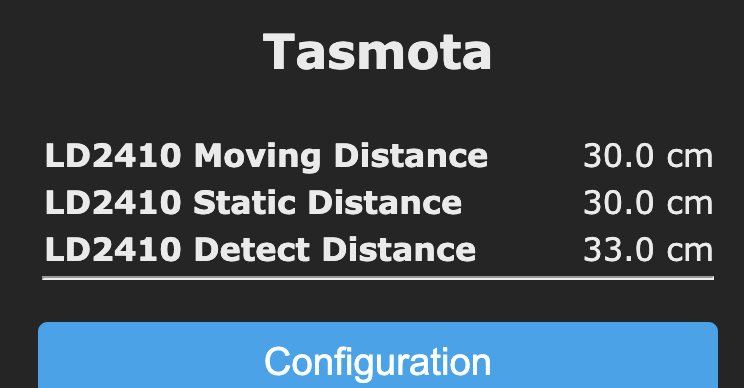 Tasmota
LD2410 Moving Distance 30.0 cm
LD2410 Static Distance 30.0 cm
LD2410 Detect Distance 33.0 cm
Configuration